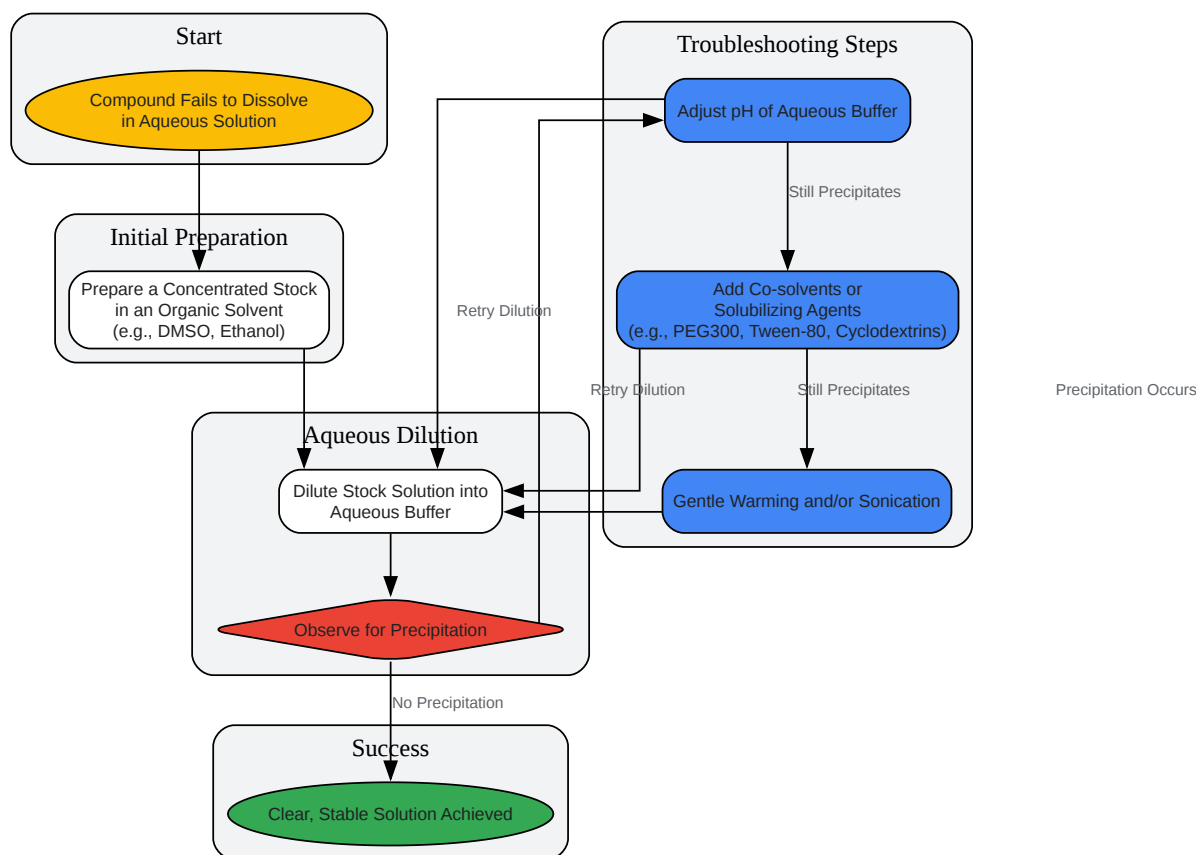 Start
Compound Fails to Dissolve
in Aqueous Solution
Initial Preparation
Prepare a Concentrated Stock
in an Organic Solvent
(e.g., DMSO, Ethanol)
Troubleshooting Steps
Adjust pH of Aqueous Buffer
Still Precipitates
Add Co-solvents or
Solubilizing Agents
(e.g., PEG300, Tween-80, Cyclodextrins)
Retry Dilution
Retry Dilution
Still Precipitates
Precipitation Occurs
Gentle Warming and/or Sonication
Aqueous Dilution
Dilute Stock Solution into
Aqueous Buffer
Observe for Precipitation
No Precipitation
Success
Clear, Stable Solution Achieved